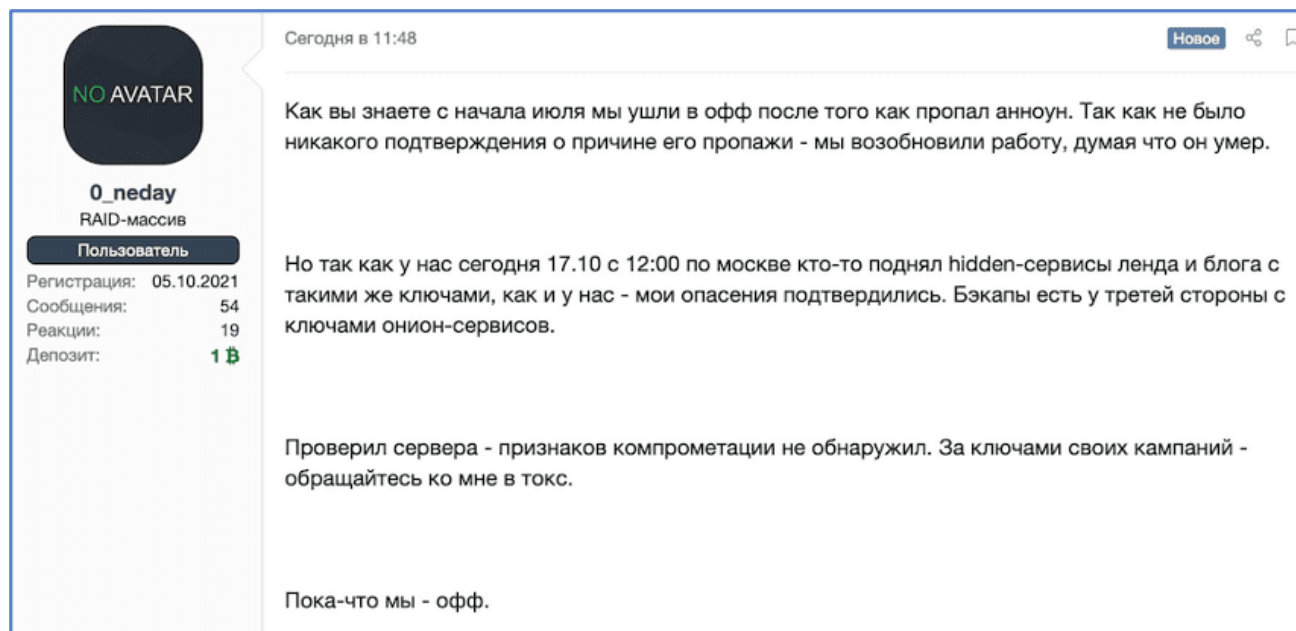 NO AVATAR
0_neday
RAID-массив
Пользователь
Регистрация: 05.10.2021
Сообщения: 54
Реакции: 19
Депозит: 1 ₿
Сегодня в 11:48
Новое
Как вы знаете с начала июля мы ушли в офф после того как пропал анноун. Так как не было
никакого подтверждения о причине его пропажи - мы возобновили работу, думая что он умер.
Но так как у нас сегодня 17.10 с 12:00 по москве кто-то поднял hidden-сервисы ленда и блога с
такими же ключами, как и у нас - мои опасения подтвердились. Бэкапы есть у третей стороны с
ключами онион-сервисов.
Проверил сервера - признаков компрометации не обнаружил. За ключами своих кампаний -
обращайтесь ко мне в токс.
Пока-что мы - офф.